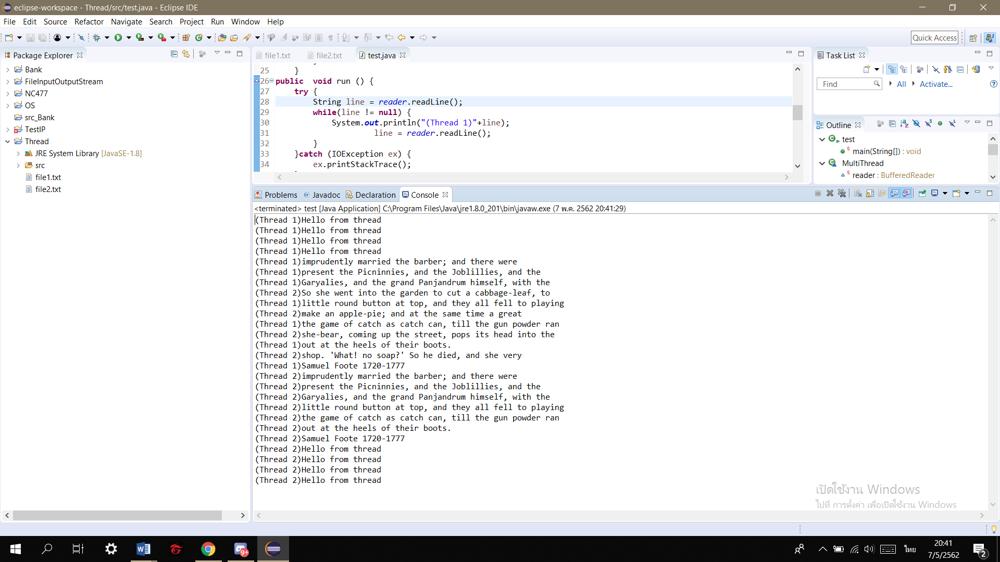 eclipse-workspace - Thread/src/test.java - Eclipse IDE
File Edit Source Refactor Navigate Search Project Run Window Help
Quick Access
Package Explorer
Bank
FileInputOutputStream
NC477
OS
src_Bank
TestIP
Thread
JRE System Library [JavaSE-1.8]
src
file1.txt
file2.txt
file1.txt file2.txt test.java
25 }
26 public void run () {
27 try {
28 String line = reader.readLine();
29 while(line != null) {
30 System.out.println("(Thread 1)"+line);
31 line = reader.readLine();
32 }
33 }catch (IOException ex) {
34 ex.printStackTrace();
Task List
Find All Activate...
Outline
test
main(String[]) : void
MultiThread
reader : BufferedReader
Problems @ Javadoc Declaration Console
<terminated> test [Java Application] C:\Program Files\Java\jre1.8.0_201\bin\javaw.exe (7 พ.ค. 2562 20:41:29)
(Thread 1)Hello from thread
(Thread 1)Hello from thread
(Thread 1)Hello from thread
(Thread 1)Hello from thread
(Thread 1)imprudently married the barber; and there were
(Thread 1)present the Picninnies, and the Joblillies, and the
(Thread 1)Garyalies, and the grand Panjandrum himself, with the
(Thread 2)So she went into the garden to cut a cabbage-leaf, to
(Thread 1)little round button at top, and they all fell to playing
(Thread 2)make an apple-pie; and at the same time a great
(Thread 1)the game of catch as catch can, till the gun powder ran
(Thread 2)she-bear, coming up the street, pops its head into the
(Thread 1)out at the heels of their boots.
(Thread 2)shop. 'What! no soap?' So he died, and she very
(Thread 1)Samuel Foote 1720-1777
(Thread 2)imprudently married the barber; and there were
(Thread 2)present the Picninnies, and the Joblillies, and the
(Thread 2)Garyalies, and the grand Panjandrum himself, with the
(Thread 2)little round button at top, and they all fell to playing
(Thread 2)the game of catch as catch can, till the gun powder ran
(Thread 2)out at the heels of their boots.
(Thread 2)Samuel Foote 1720-1777
(Thread 2)Hello from thread
(Thread 2)Hello from thread
(Thread 2)Hello from thread
(Thread 2)Hello from thread
เปิดใช้งาน Windows
ไปที่ การตั้งค่า เพื่อเปิดใช้งาน Windows
9+
ไทย
20:41
7/5/2562
2